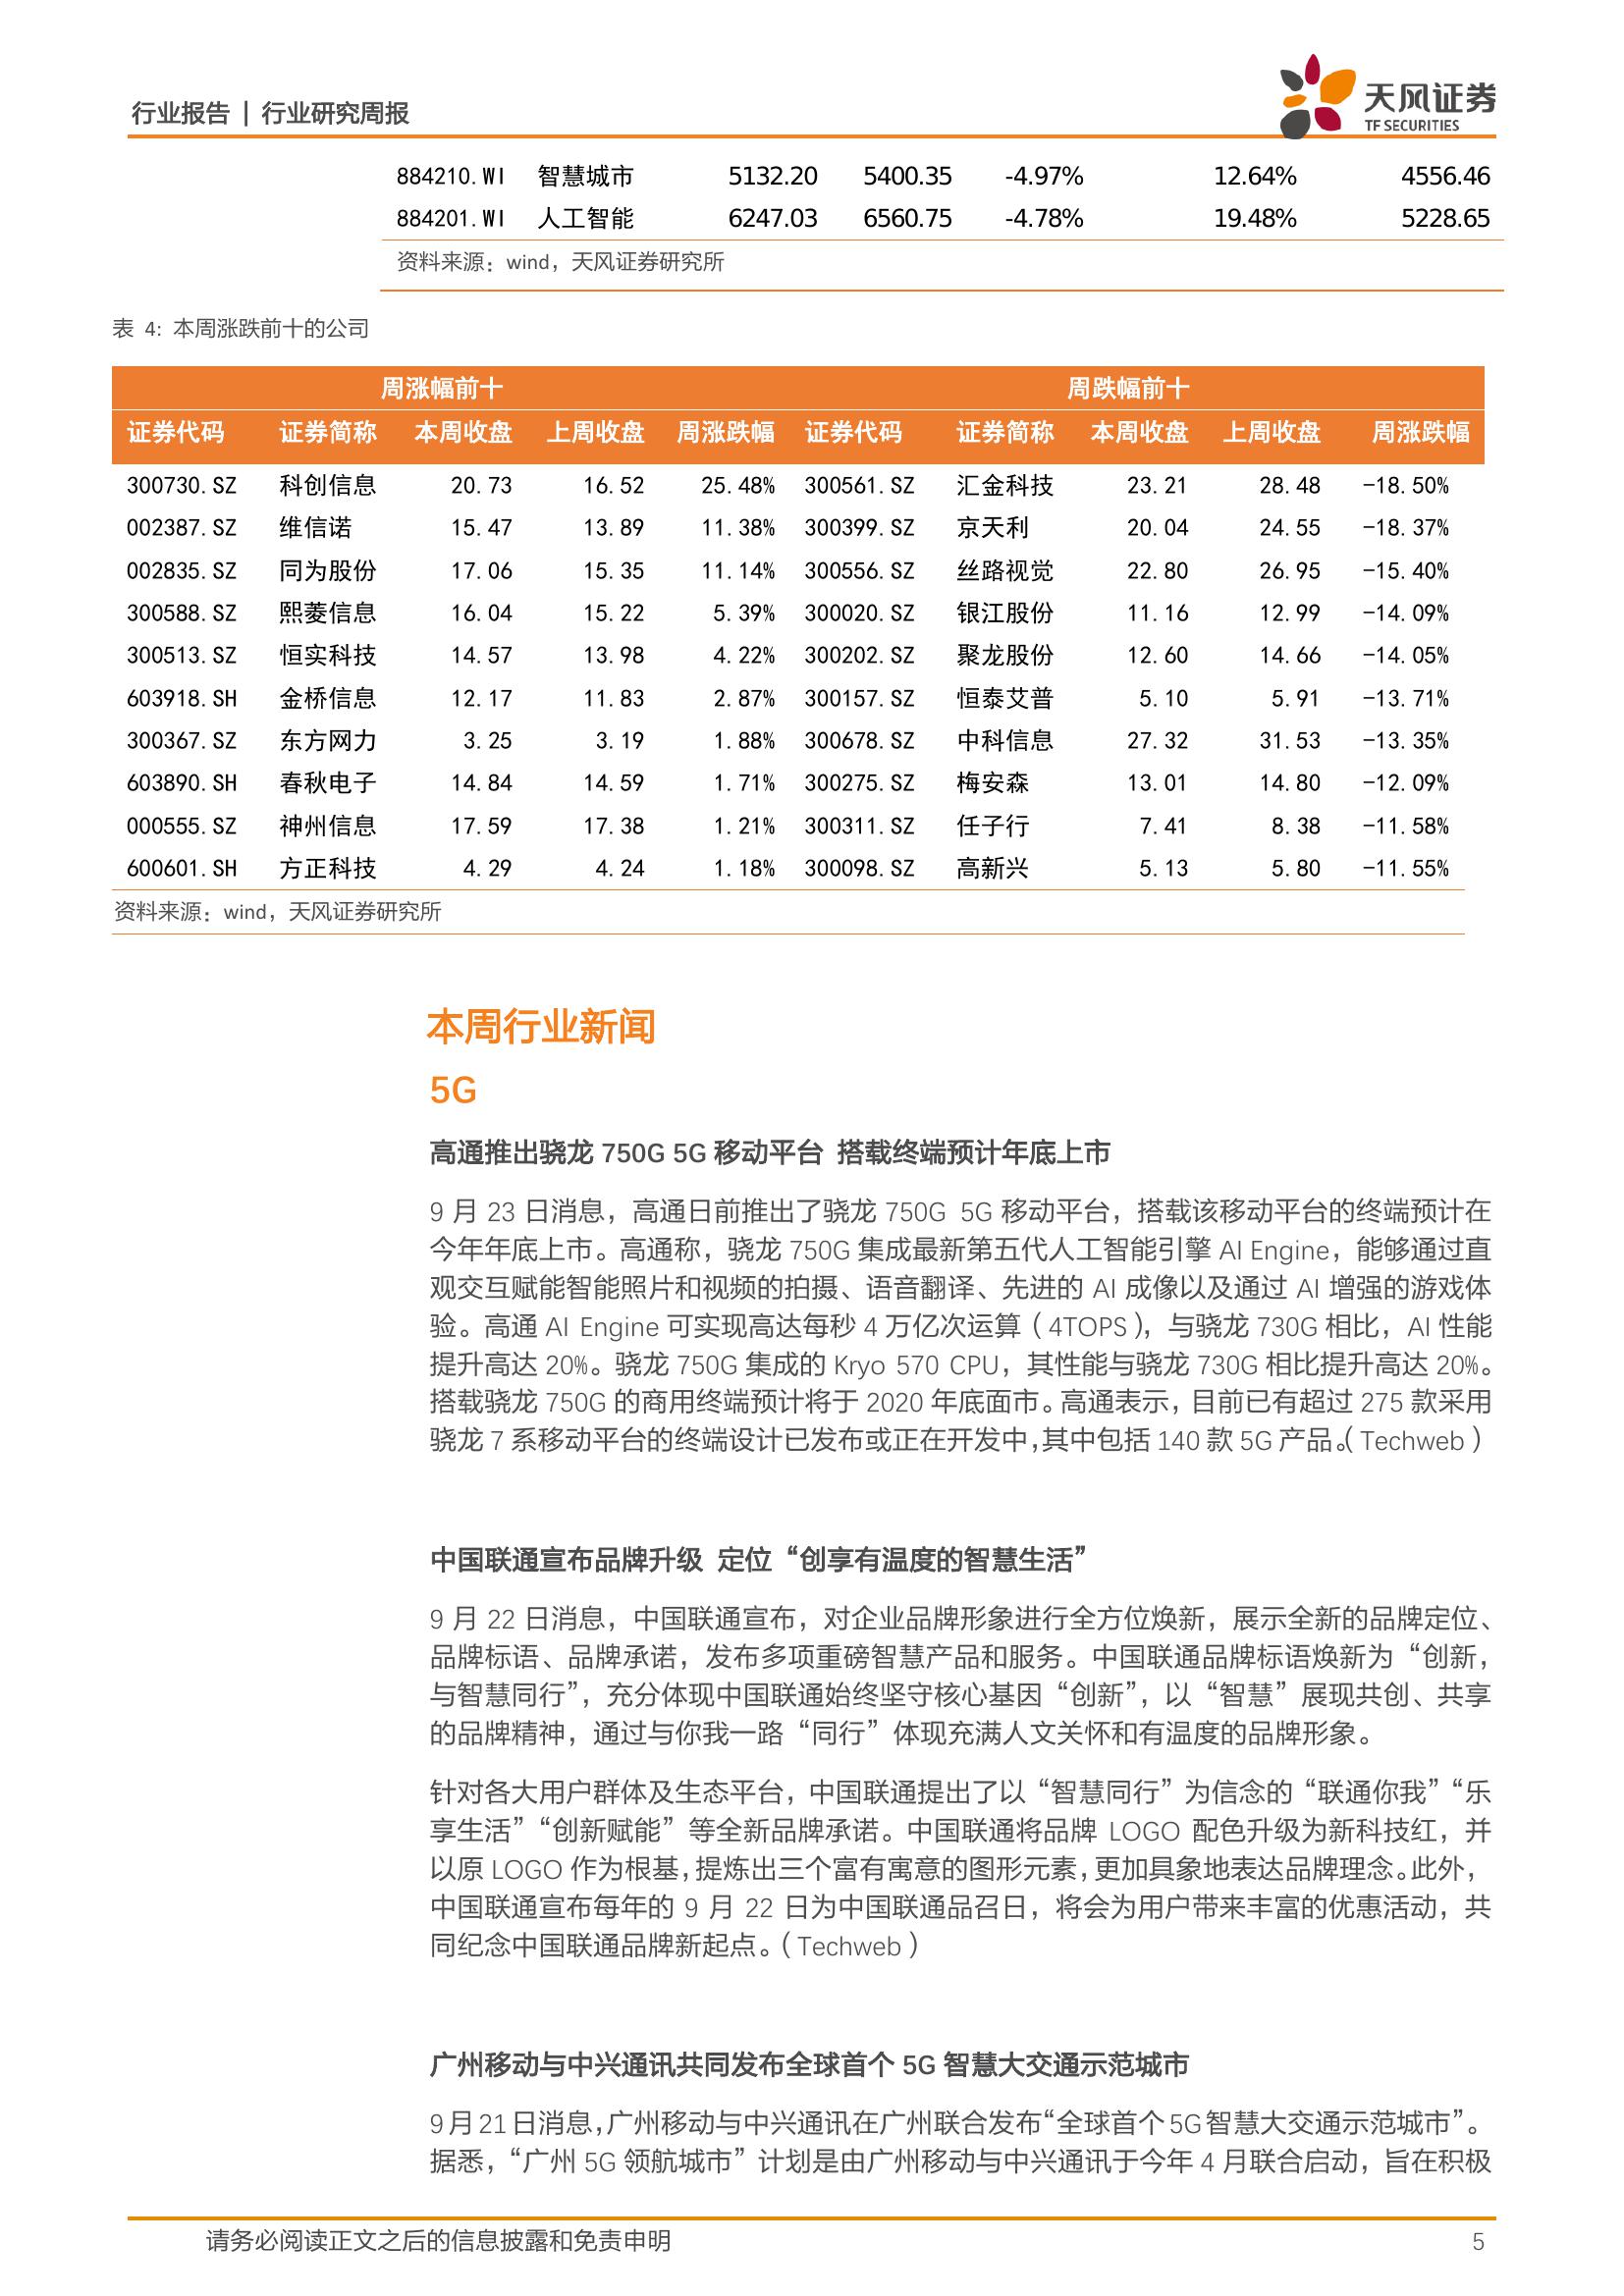 行业报告 | 行业研究周报
天风证券
TF SECURITIES
884210.WI 智慧城市 5132.20 5400.35 -4.97% 12.64% 4556.46
884201.WI 人工智能 6247.03 6560.75 -4.78% 19.48% 5228.65
资料来源：wind，天风证券研究所
表 4: 本周涨跌前十的公司
周涨幅前十 周跌幅前十
证券代码 证券简称 本周收盘 上周收盘 周涨跌幅 证券代码 证券简称 本周收盘 上周收盘 周涨跌幅
300730.SZ 科创信息 20.73 16.52 25.48% 300561.SZ 汇金科技 23.21 28.48 -18.50%
002387.SZ 维信诺 15.47 13.89 11.38% 300399.SZ 京天利 20.04 24.55 -18.37%
002835.SZ 同为股份 17.06 15.35 11.14% 300556.SZ 丝路视觉 22.80 26.95 -15.40%
300588.SZ 熙菱信息 16.04 15.22 5.39% 300020.SZ 银江股份 11.16 12.99 -14.09%
300513.SZ 恒实科技 14.57 13.98 4.22% 300202.SZ 聚龙股份 12.60 14.66 -14.05%
603918.SH 金桥信息 12.17 11.83 2.87% 300157.SZ 恒泰艾普 5.10 5.91 -13.71%
300367.SZ 东方网力 3.25 3.19 1.88% 300678.SZ 中科信息 27.32 31.53 -13.35%
603890.SH 春秋电子 14.84 14.59 1.71% 300275.SZ 梅安森 13.01 14.80 -12.09%
000555.SZ 神州信息 17.59 17.38 1.21% 300311.SZ 任子行 7.41 8.38 -11.58%
600601.SH 方正科技 4.29 4.24 1.18% 300098.SZ 高新兴 5.13 5.80 -11.55%
资料来源：wind，天风证券研究所
本周行业新闻
5G
高通推出骁龙 750G 5G 移动平台 搭载终端预计年底上市
9 月 23 日消息，高通日前推出了骁龙 750G 5G 移动平台，搭载该移动平台的终端预计在
今年年底上市。高通称，骁龙 750G 集成最新第五代人工智能引擎 AI Engine，能够通过直
观交互赋能智能照片和视频的拍摄、语音翻译、先进的 AI 成像以及通过 AI 增强的游戏体
验。高通 AI Engine 可实现高达每秒 4 万亿次运算（4TOPS），与骁龙 730G 相比，AI 性能
提升高达 20%。骁龙 750G 集成的 Kryo 570 CPU，其性能与骁龙 730G 相比提升高达 20%。
搭载骁龙 750G 的商用终端预计将于 2020 年底面市。高通表示，目前已有超过 275 款采用
骁龙 7 系移动平台的终端设计已发布或正在开发中，其中包括 140 款 5G 产品。（Techweb）
中国联通宣布品牌升级 定位“创享有温度的智慧生活”
9 月 22 日消息，中国联通宣布，对企业品牌形象进行全方位焕新，展示全新的品牌定位、
品牌标语、品牌承诺，发布多项重磅智慧产品和服务。中国联通品牌标语焕新为“创新，
与智慧同行”，充分体现中国联通始终坚守核心基因“创新”，以“智慧”展现共创、共享
的品牌精神，通过与你我一路“同行”体现充满人文关怀和有温度的品牌形象。
针对各大用户群体及生态平台，中国联通提出了以“智慧同行”为信念的“联通你我”“乐
享生活”“创新赋能”等全新品牌承诺。中国联通将品牌 LOGO 配色升级为新科技红，并
以原 LOGO 作为根基，提炼出三个富有寓意的图形元素，更加具象地表达品牌理念。此外，
中国联通宣布每年的 9 月 22 日为中国联通品召日，将会为用户带来丰富的优惠活动，共
同纪念中国联通品牌新起点。（Techweb）
广州移动与中兴通讯共同发布全球首个 5G 智慧大交通示范城市
9 月 21 日消息，广州移动与中兴通讯在广州联合发布“全球首个 5G 智慧大交通示范城市”。
据悉，“广州 5G 领航城市”计划是由广州移动与中兴通讯于今年 4 月联合启动，旨在积极
请务必阅读正文之后的信息披露和免责申明 5